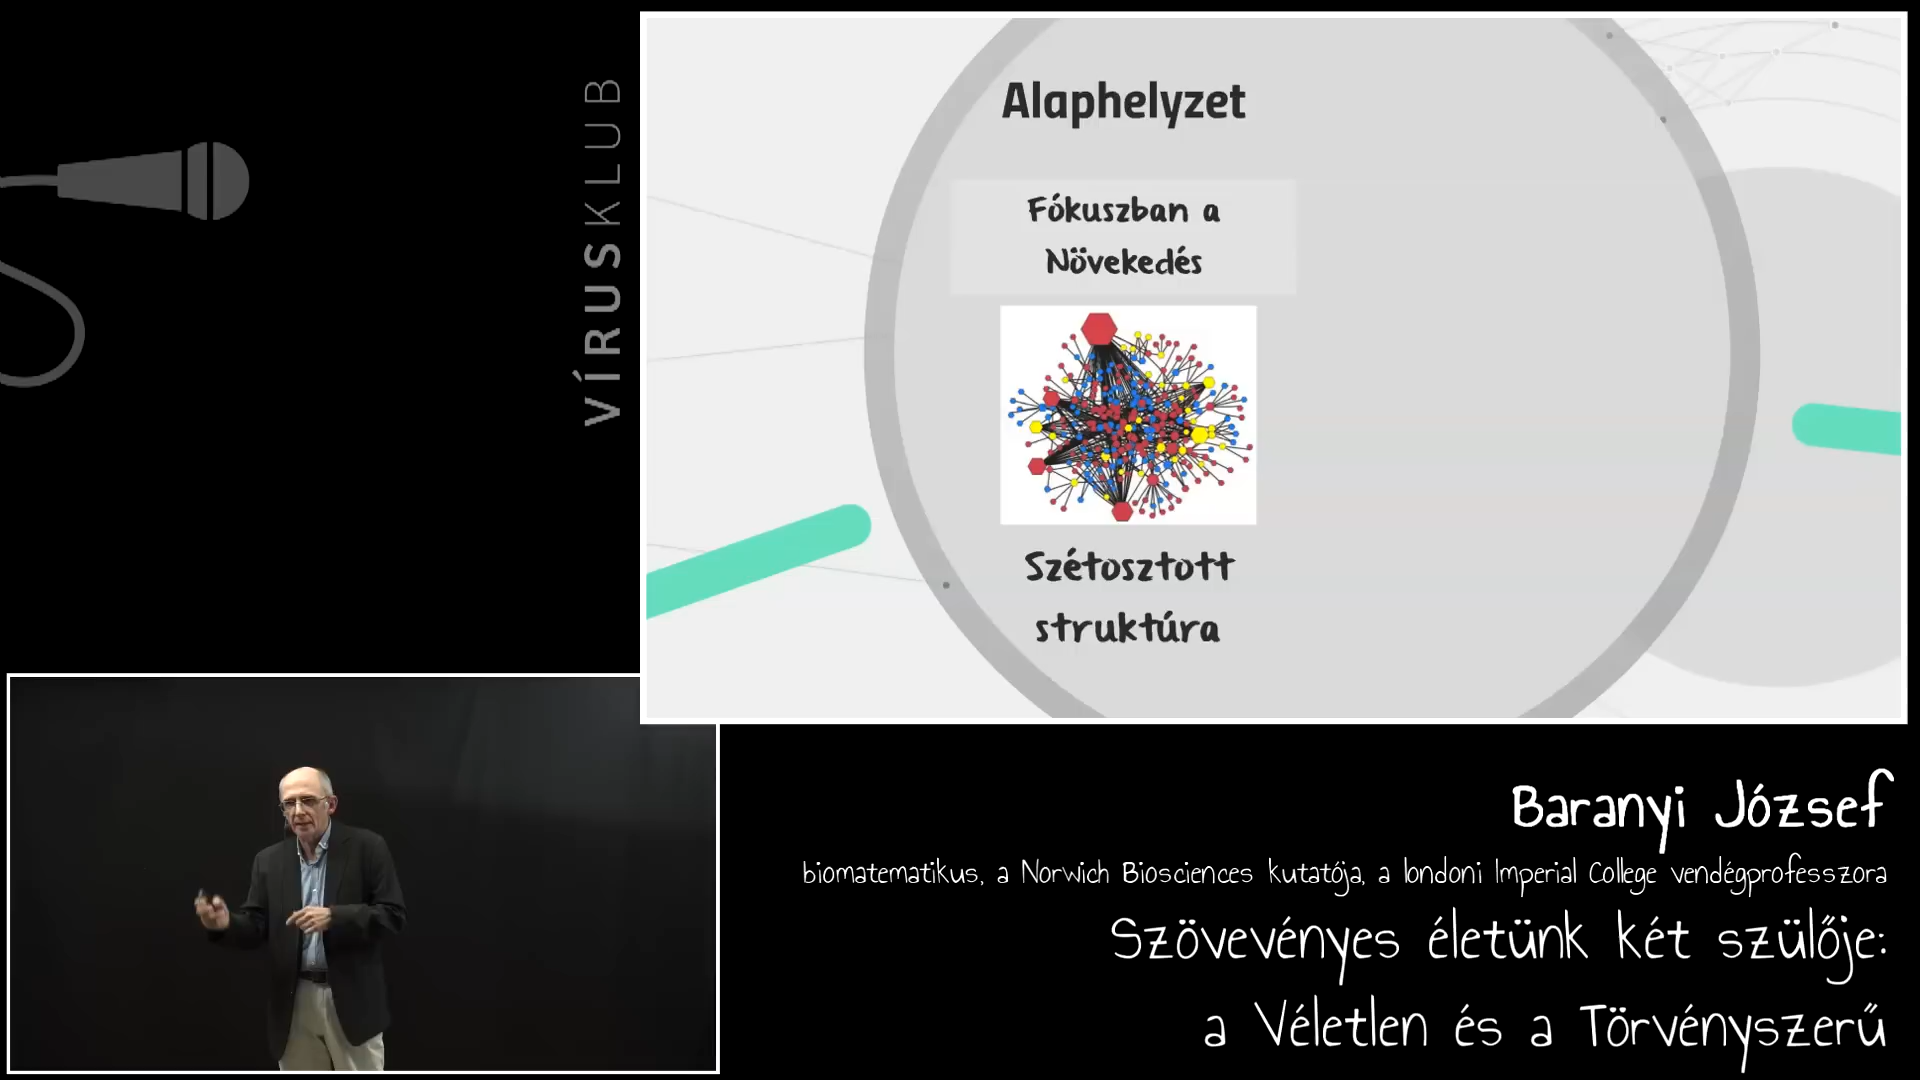 VÍRUSKLUB
Alaphelyzet
Fókuszban a
Növekedés
Szétosztott
struktúra
Baranyi József
biomatematikus, a Norwich Biosciences kutatója, a londoni Imperial College vendégprofesszora
Szövevényes életünk két szülője:
a Véletlen és a Törvényszerű